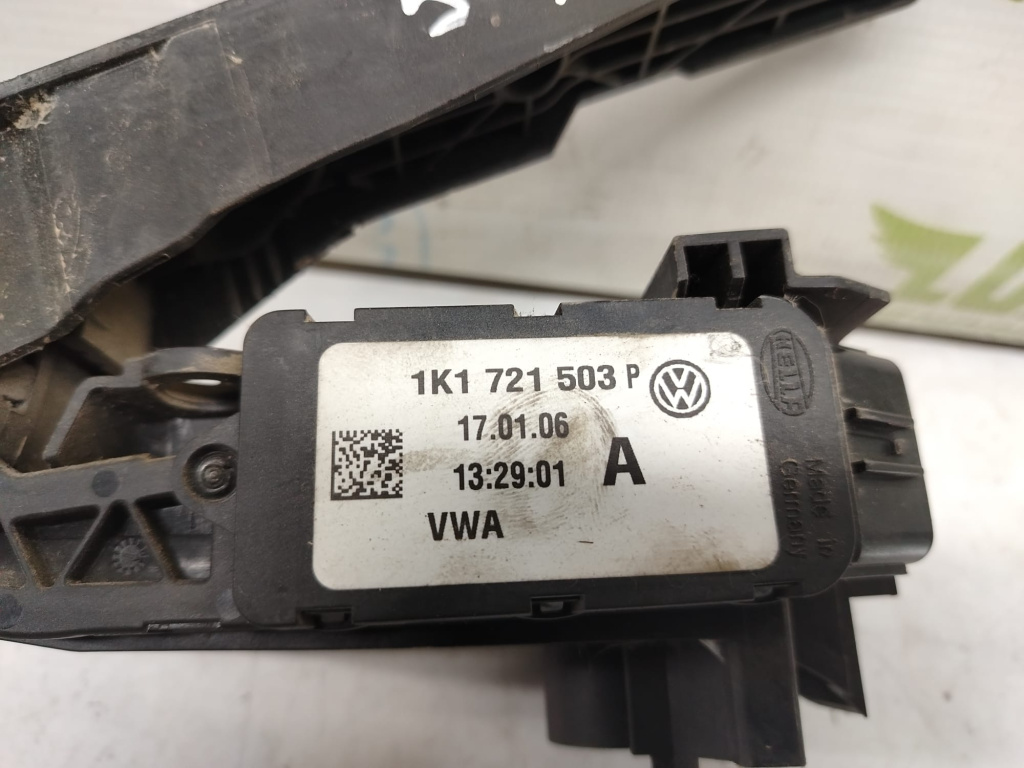 1K1 721 503 P
17.01.06
13:29:01 A
VWA
HELLA
Made in
Germany